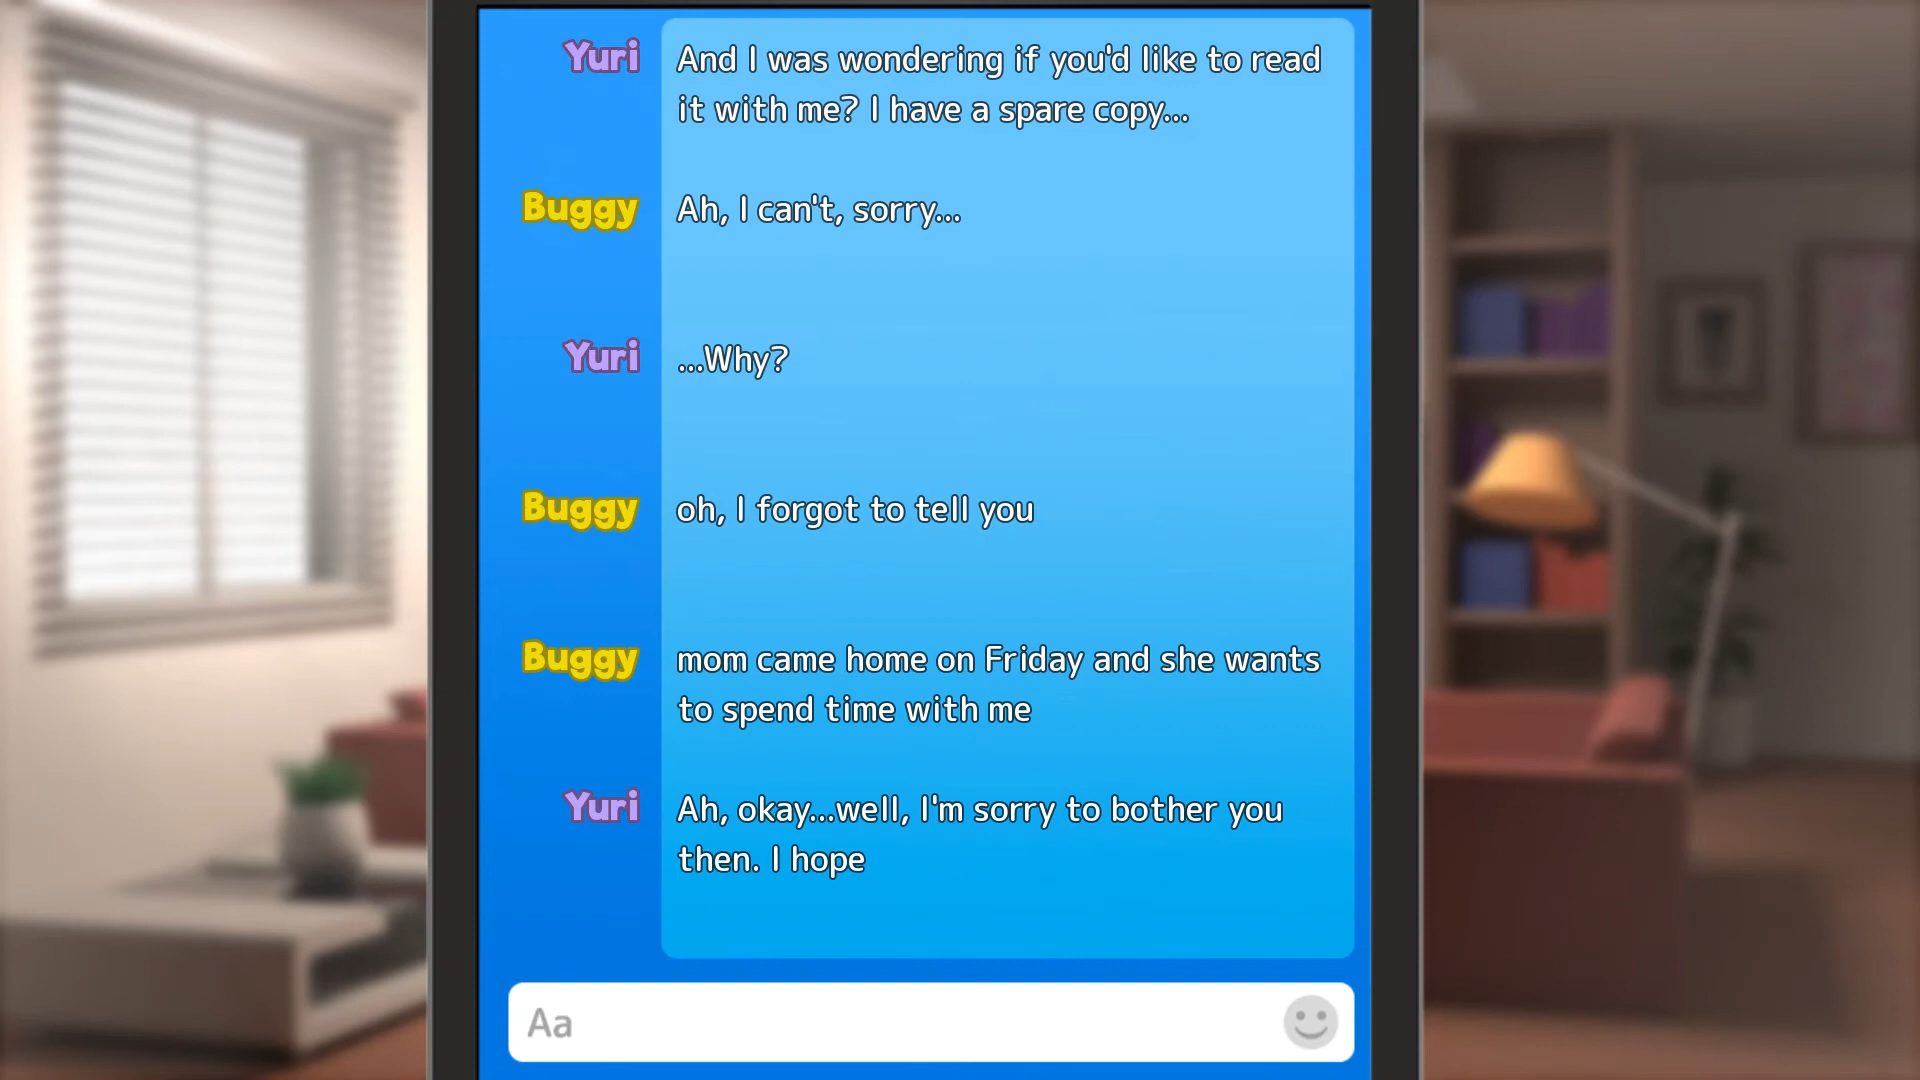 Yuri And I was wondering if you'd like to read
it with me? I have a spare copy...
Buggy Ah, I can't, sorry...
Yuri ...Why?
Buggy oh, I forgot to tell you
Buggy mom came home on Friday and she wants
to spend time with me
Yuri Ah, okay...well, I'm sorry to bother you
then. I hope
Aa